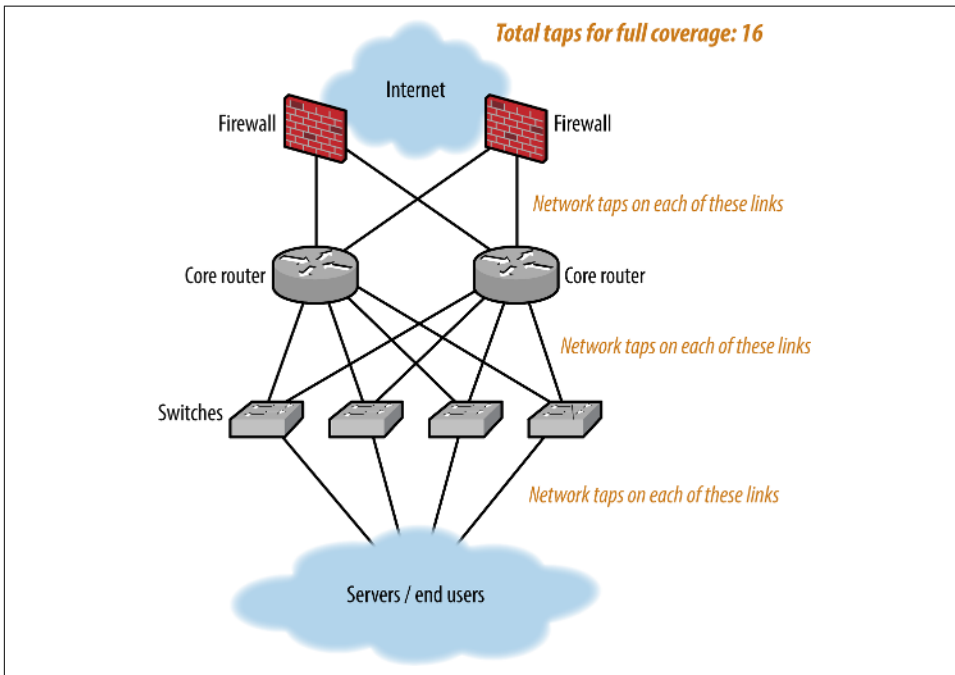 Total taps for full coverage: 16
Internet
Firewall
Firewall
Network taps on each of these links
Core router
Core router
Network taps on each of these links
Switches
Network taps on each of these links
Servers / end users